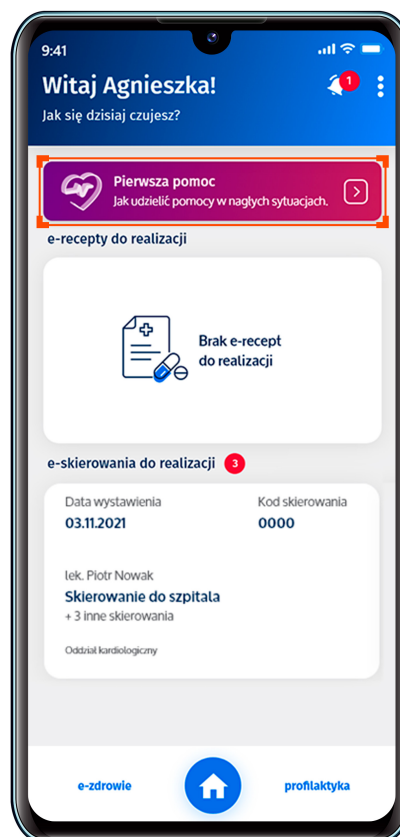 9:41
Witaj Agnieszka!
1
Jak się dzisiaj czujesz?
Pierwsza pomoc
Jak udzielić pomocy w nagłych sytuacjach.
e-recepty do realizacji
Brak e-recept
do realizacji
e-skierowania do realizacji 3
Data wystawienia Kod skierowania
03.11.2021 0000
lek. Piotr Nowak
Skierowanie do szpitala
+ 3 inne skierowania
Oddział kardiologiczny
e-zdrowie profilaktyka